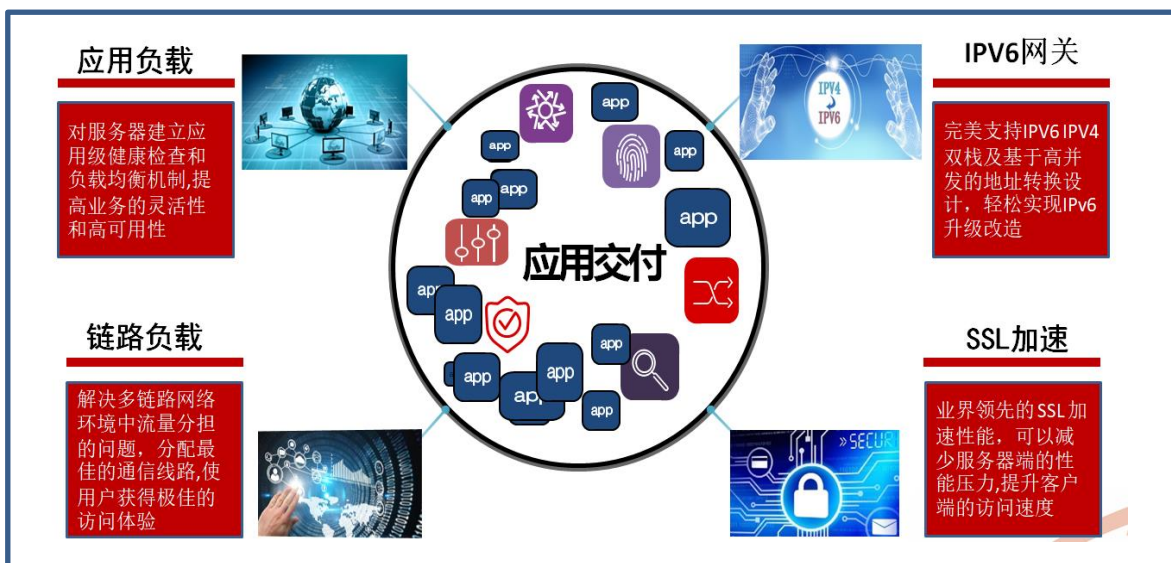 应用负载
对服务器建立应
用级健康检查和
负载均衡机制,提
高业务的灵活性
和高可用性
链路负载
解决多链路网络
环境中流量分担
的问题，分配最
佳的通信线路,使
用户获得极佳的
访问体验
app
app
app
app
app
app
应用交付
app
app
app
app
app
app
app
IPV4
IPV6
IPV6网关
完美支持IPV6 IPV4
双栈及基于高并
发的地址转换设
计，轻松实现IPv6
升级改造
SSL加速
»SECUR
业界领先的SSL加
速性能，可以减
少服务器端的性
能压力,提升客户
端的访问速度